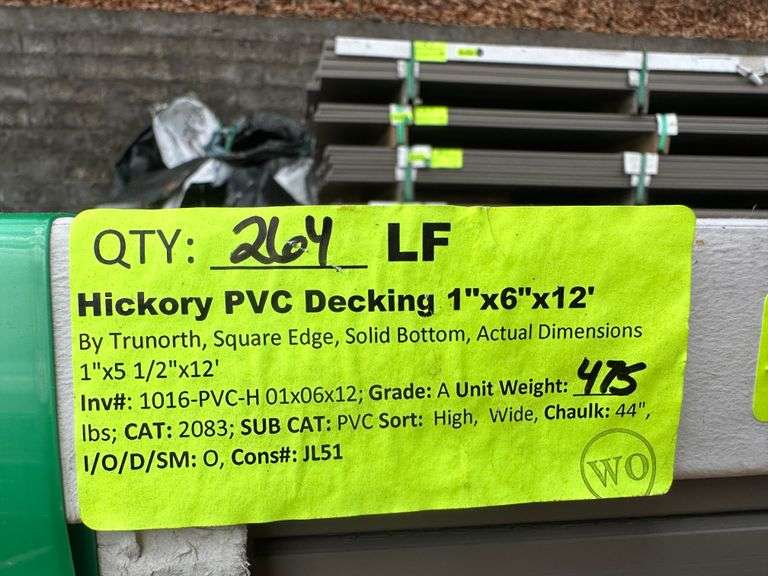 QTY: 264 LF
Hickory PVC Decking 1"x6"x12'
By Trunorth, Square Edge, Solid Bottom, Actual Dimensions
1"x5 1/2"x12'
Inv#: 1016-PVC-H 01x06x12; Grade: A Unit Weight: 475
lbs; CAT: 2083; SUB CAT: PVC Sort: High, Wide, Chaulk: 44",
I/O/D/SM: O, Cons#: JL51
WO